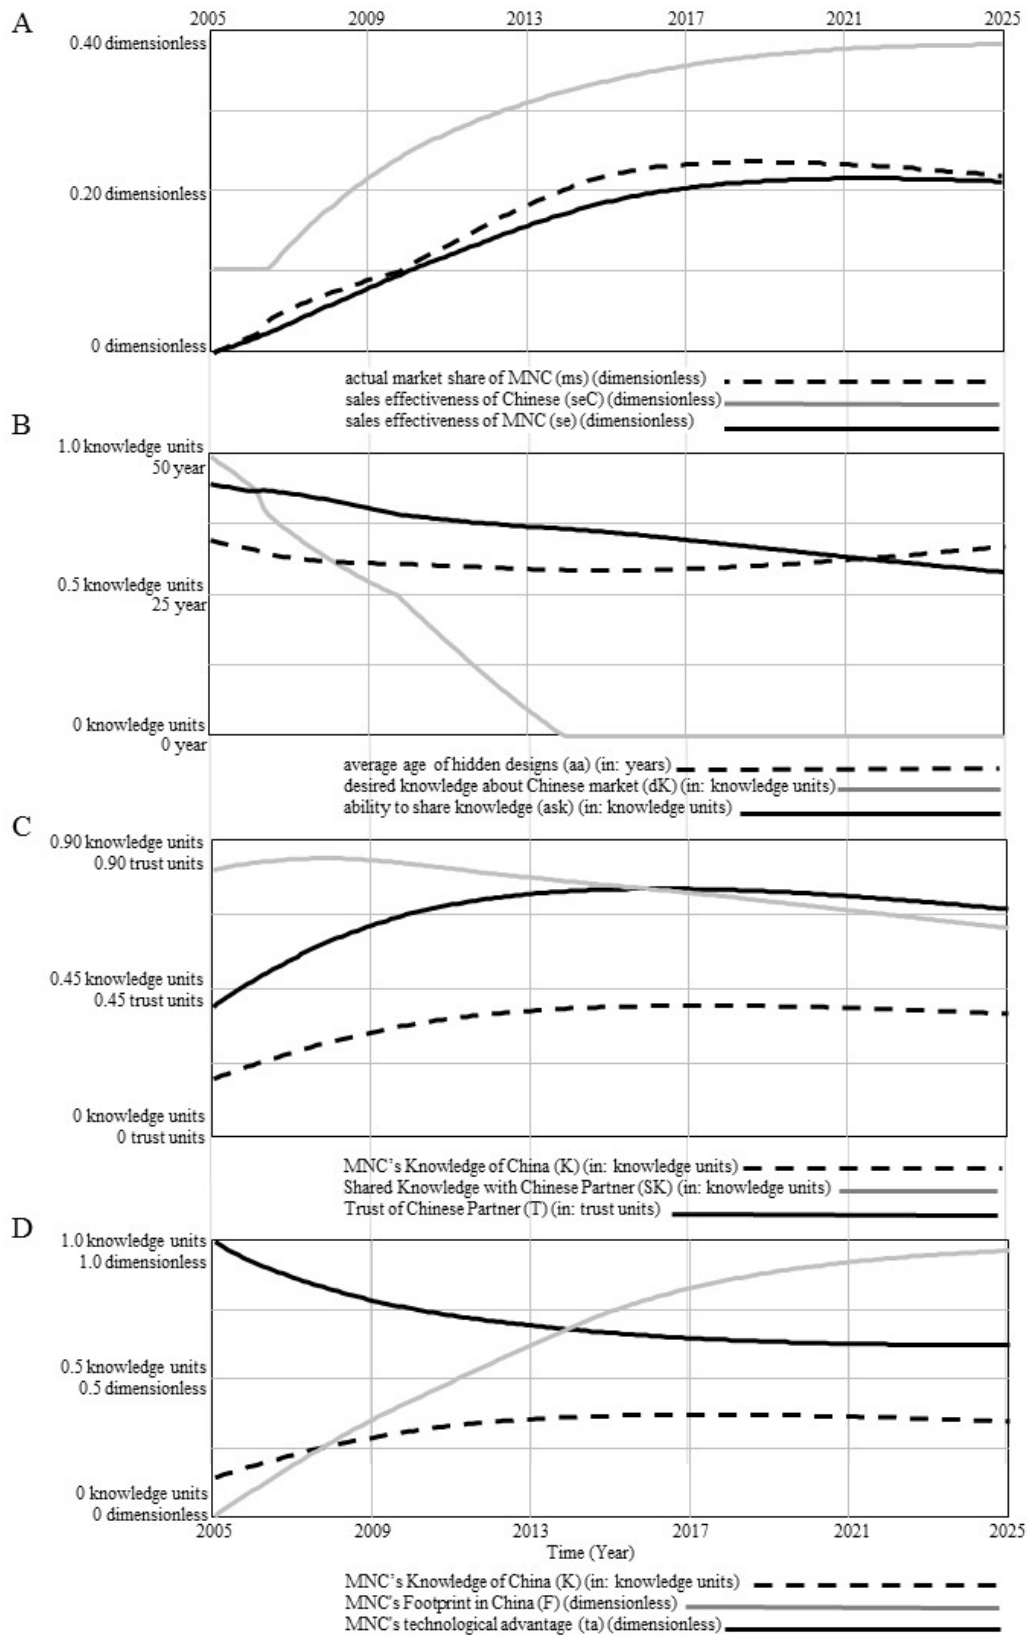 A
2005 2009 2013 2017 2021 2025
0.40 dimensionless
0.20 dimensionless
0 dimensionless
actual market share of MNC (ms) (dimensionless)
sales effectiveness of Chinese (seC) (dimensionless)
sales effectiveness of MNC (se) (dimensionless)
B
1.0 knowledge units
50 year
0.5 knowledge units
25 year
0 knowledge units
0 year
average age of hidden designs (aa) (in: years)
desired knowledge about Chinese market (dK) (in: knowledge units)
ability to share knowledge (ask) (in: knowledge units)
C
0.90 knowledge units
0.90 trust units
0.45 knowledge units
0.45 trust units
0 knowledge units
0 trust units
MNC's Knowledge of China (K) (in: knowledge units)
Shared Knowledge with Chinese Partner (SK) (in: knowledge units)
Trust of Chinese Partner (T) (in: trust units)
D
1.0 knowledge units
1.0 dimensionless
0.5 knowledge units
0.5 dimensionless
0 knowledge units
0 dimensionless
2005 2009 2013 2017 2021 2025
Time (Year)
MNC's Knowledge of China (K) (in: knowledge units)
MNC's Footprint in China (F) (dimensionless)
MNC's technological advantage (ta) (dimensionless)